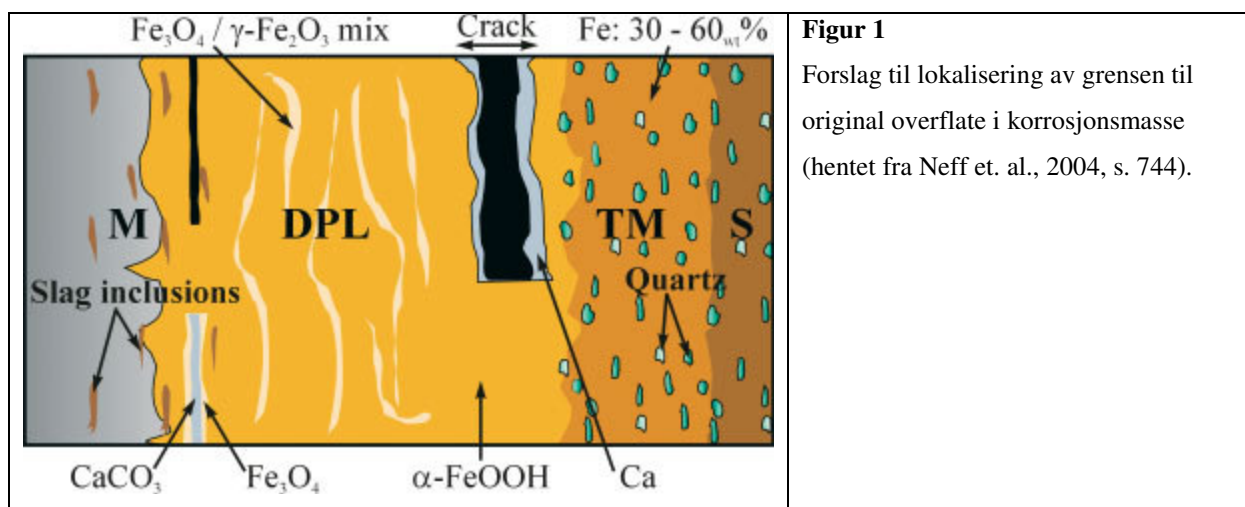 Fe₃O₄ / γ-Fe₂O₃ mix
Crack
Fe: 30 - 60wt%
M
DPL
TM
S
Slag inclusions
Quartz
CaCO₃
Fe₃O₄
α-FeOOH
Ca
Figur 1
Forslag til lokalisering av grensen til
original overflate i korrosjonsmasse
(hentet fra Neff et. al., 2004, s. 744).